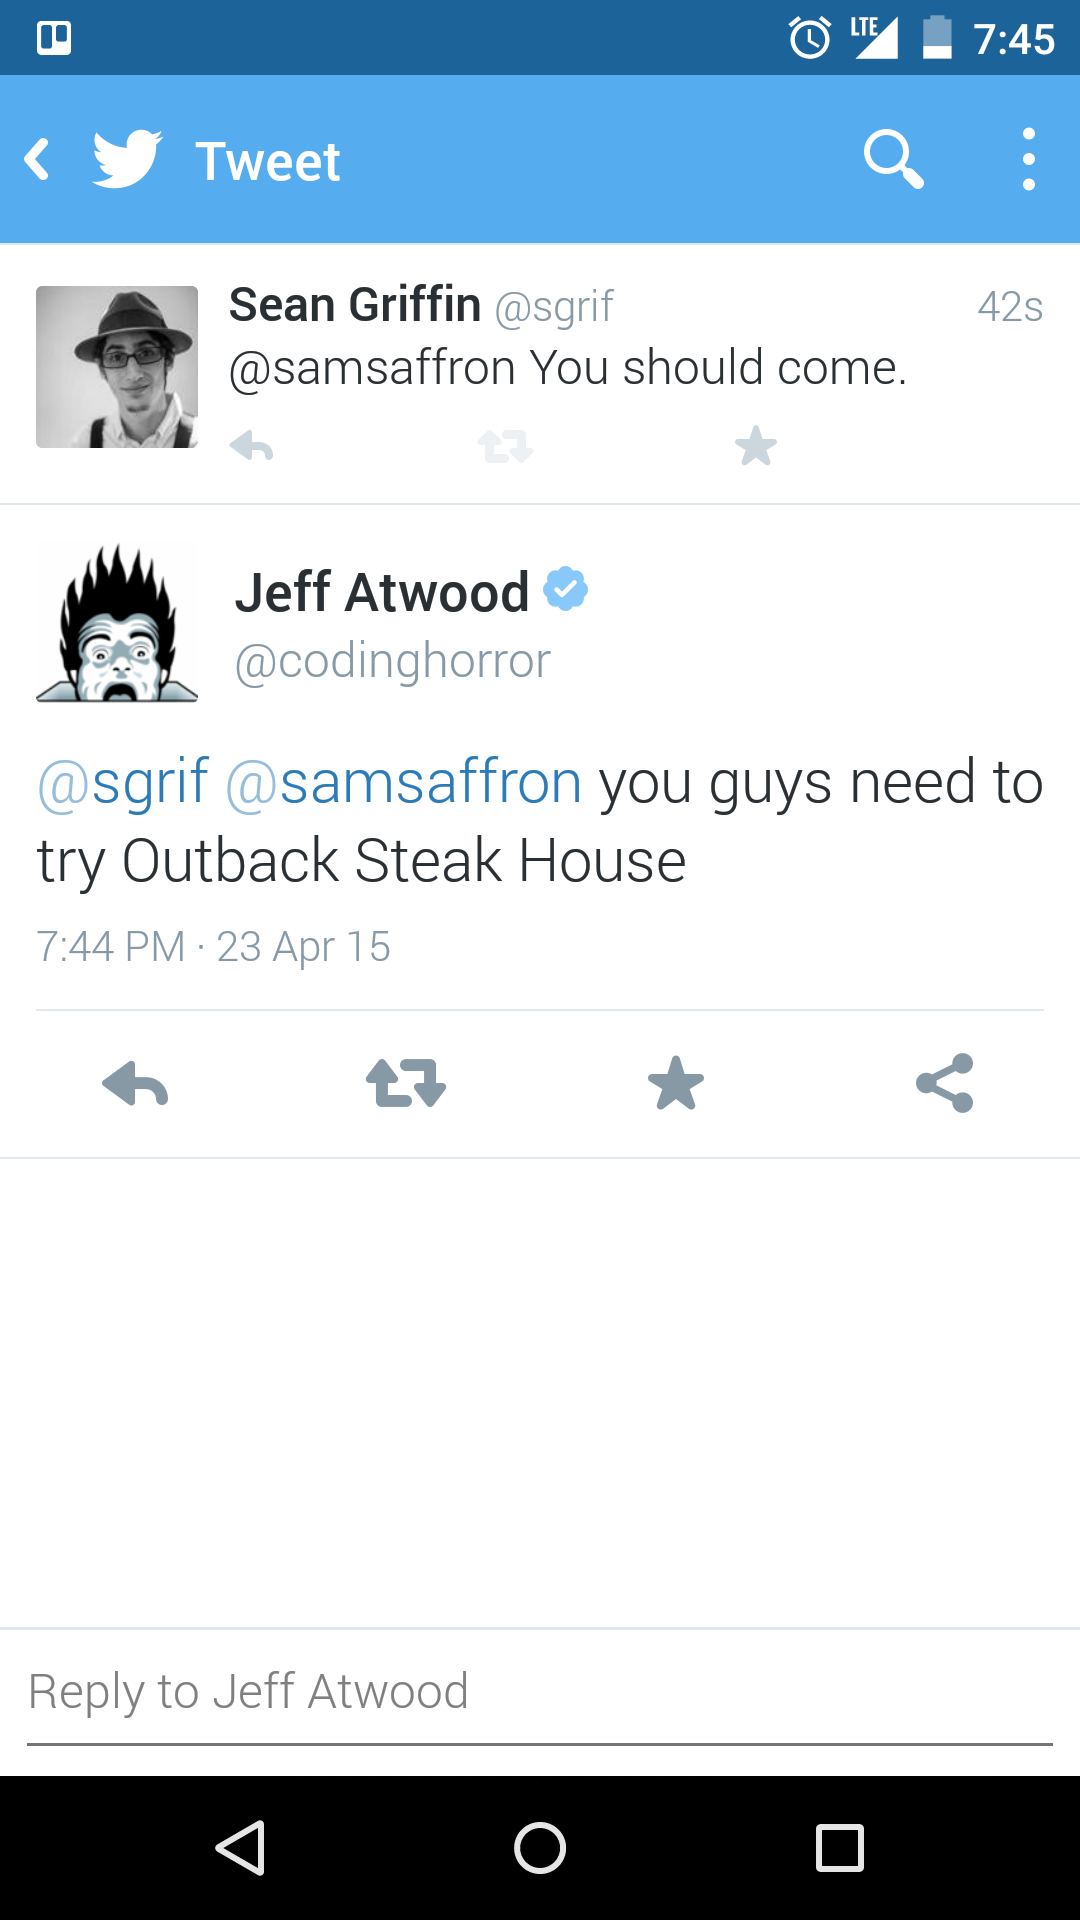 LTE 7:45
Tweet
Sean Griffin @sgrif 42s
@samsaffron You should come.
Jeff Atwood
@codinghorror
@sgrif @samsaffron you guys need to
try Outback Steak House
7:44 PM · 23 Apr 15
Reply to Jeff Atwood